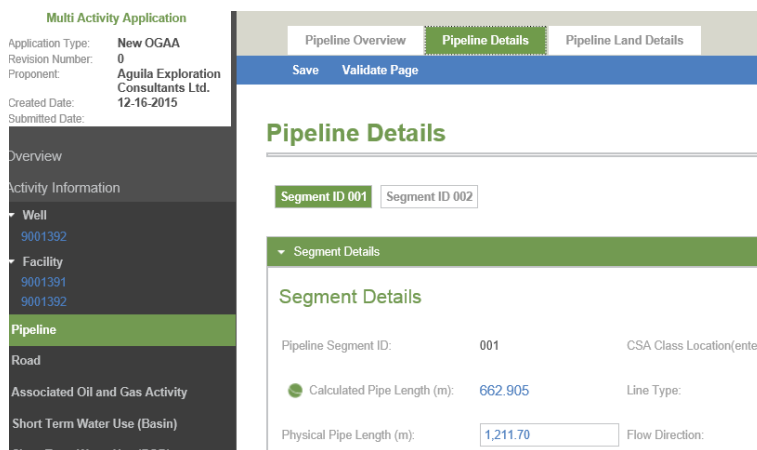 Multi Activity Application
Application Type: New OGAA
Revision Number: 0
Proponent: Aguila Exploration
Consultants Ltd.
Created Date: 12-16-2015
Submitted Date:
Overview
Activity Information
Well
9001392
Facility
9001391
9001392
Pipeline
Road
Associated Oil and Gas Activity
Short Term Water Use (Basin)
Pipeline Overview Pipeline Details Pipeline Land Details
Save Validate Page
Pipeline Details
Segment ID 001 Segment ID 002
Segment Details
Segment Details
Pipeline Segment ID: 001 CSA Class Location(ente
Calculated Pipe Length (m): 662.905 Line Type:
Physical Pipe Length (m): 1,211.70 Flow Direction: